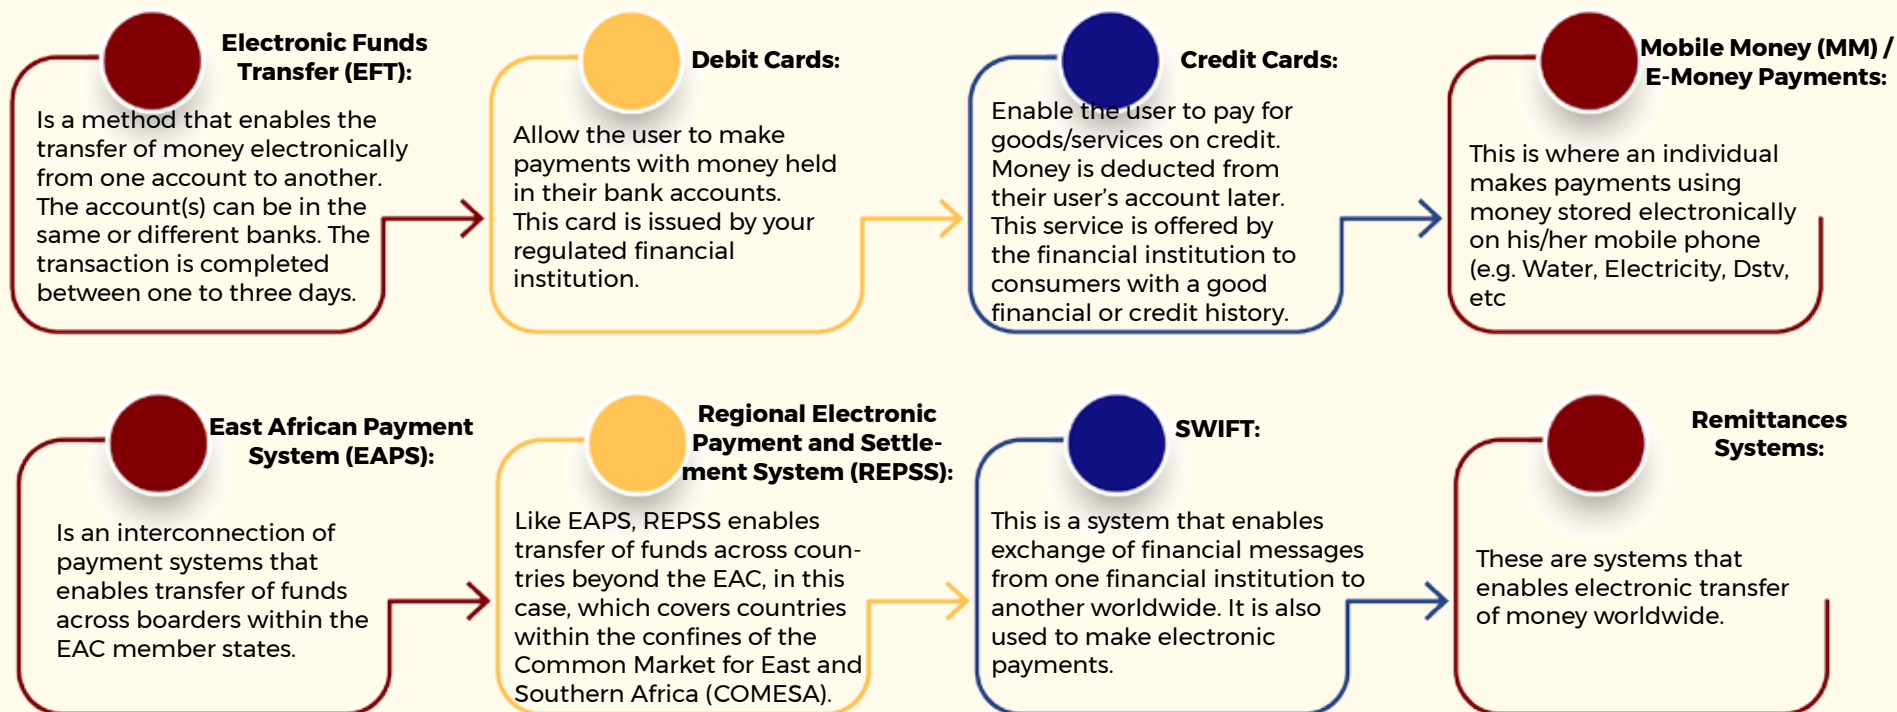 Electronic Funds
Transfer (EFT):
Is a method that enables the
transfer of money electronically
from one account to another.
The account(s) can be in the
same or different banks. The
transaction is completed
between one to three days.
Debit Cards:
Allow the user to make
payments with money held
in their bank accounts.
This card is issued by your
regulated financial
institution.
Credit Cards:
Enable the user to pay for
goods/services on credit.
Money is deducted from
their user’s account later.
This service is offered by
the financial institution to
consumers with a good
financial or credit history.
Mobile Money (MM) /
E-Money Payments:
This is where an individual
makes payments using
money stored electronically
on his/her mobile phone
(e.g. Water, Electricity, Dstv,
etc
East African Payment
System (EAPS):
Is an interconnection of
payment systems that
enables transfer of funds
across boarders within the
EAC member states.
Regional Electronic
Payment and Settle-
ment System (REPSS):
Like EAPS, REPSS enables
transfer of funds across coun-
tries beyond the EAC, in this
case, which covers countries
within the confines of the
Common Market for East and
Southern Africa (COMESA).
SWIFT:
This is a system that enables
exchange of financial messages
from one financial institution to
another worldwide. It is also
used to make electronic
payments.
Remittances
Systems:
These are systems that
enables electronic transfer
of money worldwide.